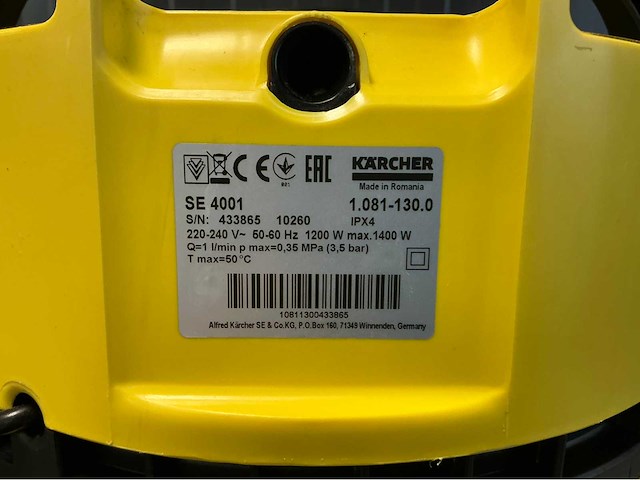 CE EAC KÄRCHER
Made in Romania
SE 4001 1.081-130.0
S/N: 433865 10260 IPX4
220-240 V~ 50-60 Hz 1200 W max.1400 W
Q=1 l/min p max=0,35 MPa (3,5 bar)
T max=50°C
10811300433865
Alfred Kärcher SE & Co.KG, P.O.Box 160, 71349 Winnenden, Germany